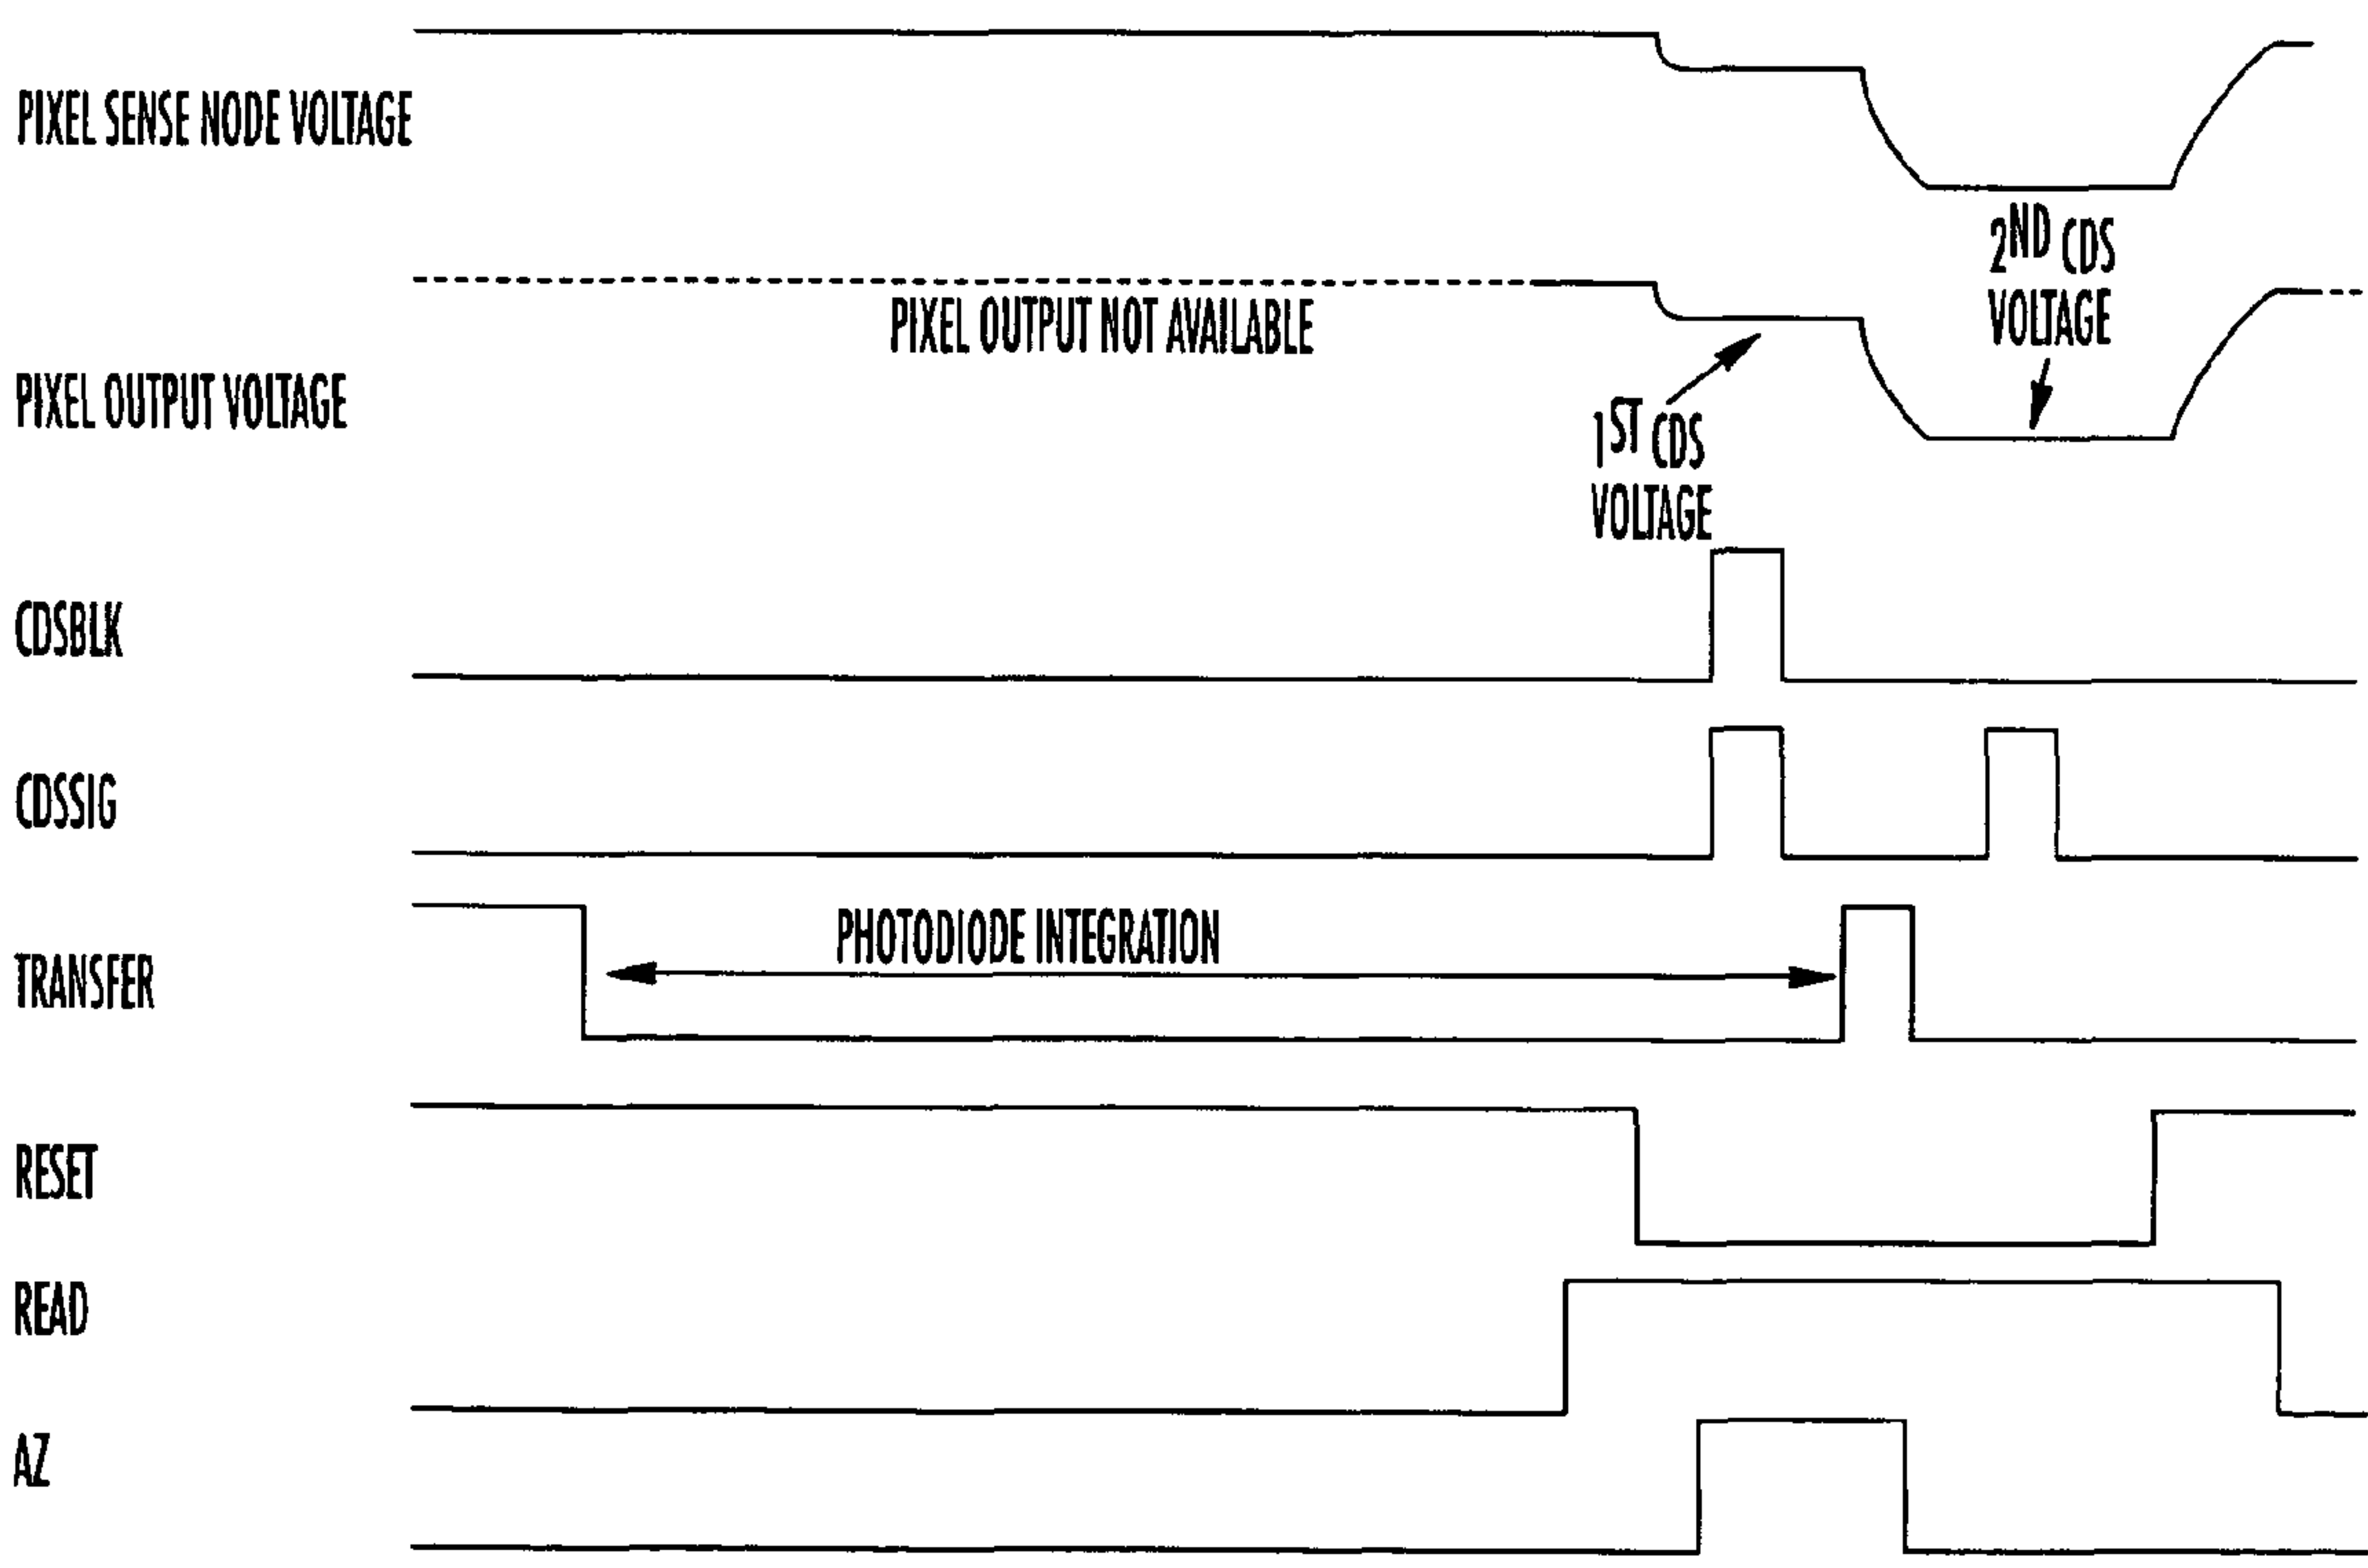 PIXEL SENSE NODE VOLTAGE
2ND CDS
VOLTAGE
PIXEL OUTPUT NOT AVAILABLE
PIXEL OUTPUT VOLTAGE
1ST CDS
VOLTAGE
CDSBLK
CDSSIG
PHOTODIODE INTEGRATION
TRANSFER
RESET
READ
AZ